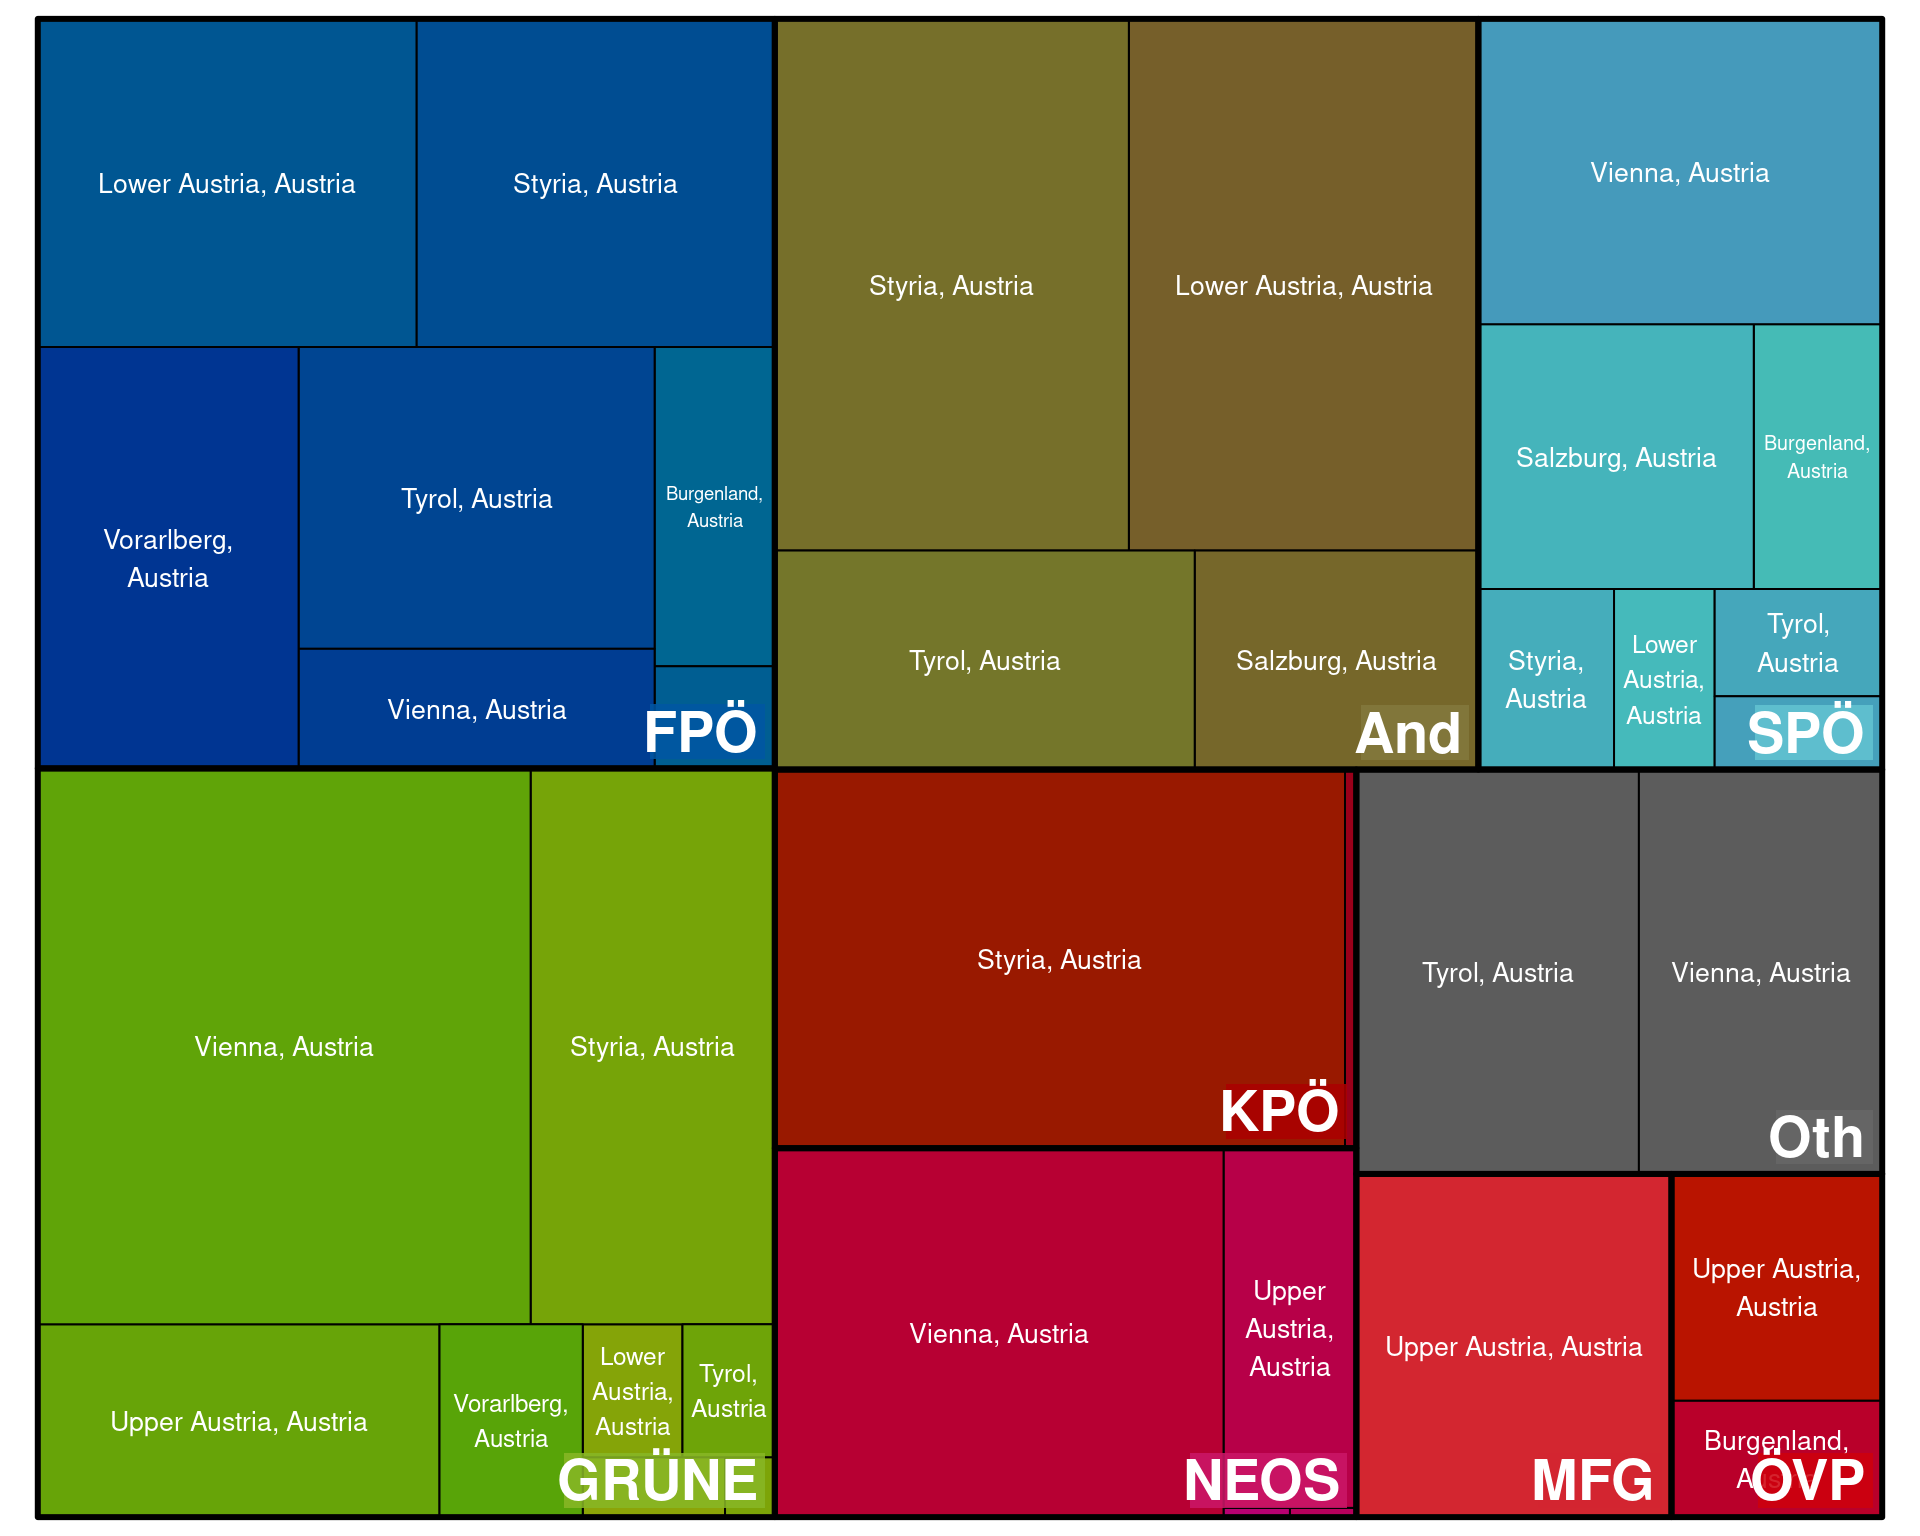 Lower Austria, Austria
Styria, Austria
Vorarlberg,
Austria
Tyrol, Austria
Burgenland,
Austria
Vienna, Austria
FPÖ
Styria, Austria
Lower Austria, Austria
Tyrol, Austria
Salzburg, Austria
And
Vienna, Austria
Salzburg, Austria
Burgenland,
Austria
Styria,
Austria
Lower
Austria,
Austria
Tyrol,
Austria
SPÖ
Vienna, Austria
Styria, Austria
Upper Austria, Austria
Vorarlberg,
Austria
Lower
Austria,
Austria
Tyrol,
Austria
GRÜNE
Styria, Austria
KPÖ
Vienna, Austria
Upper
Austria,
Austria
NEOS
Tyrol, Austria
Vienna, Austria
Oth
Upper Austria, Austria
MFG
Upper Austria,
Austria
Burgenland,
ÖVP